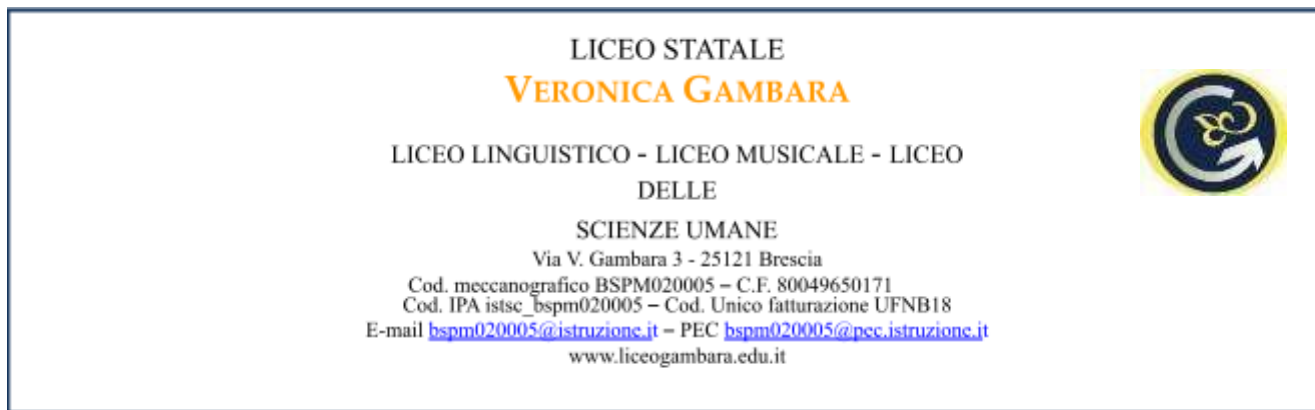 LICEO STATALE
VERONICA GAMBARA
LICEO LINGUISTICO - LICEO MUSICALE - LICEO
DELLE
SCIENZE UMANE
Via V. Gambara 3 - 25121 Brescia
Cod. meccanografico BSPM020005 – C.F. 80049650171
Cod. IPA istsc_bspm020005 – Cod. Unico fatturazione UFNB18
E-mail bspm020005@istruzione.it – PEC bspm020005@pec.istruzione.it
www.liceogambara.edu.it